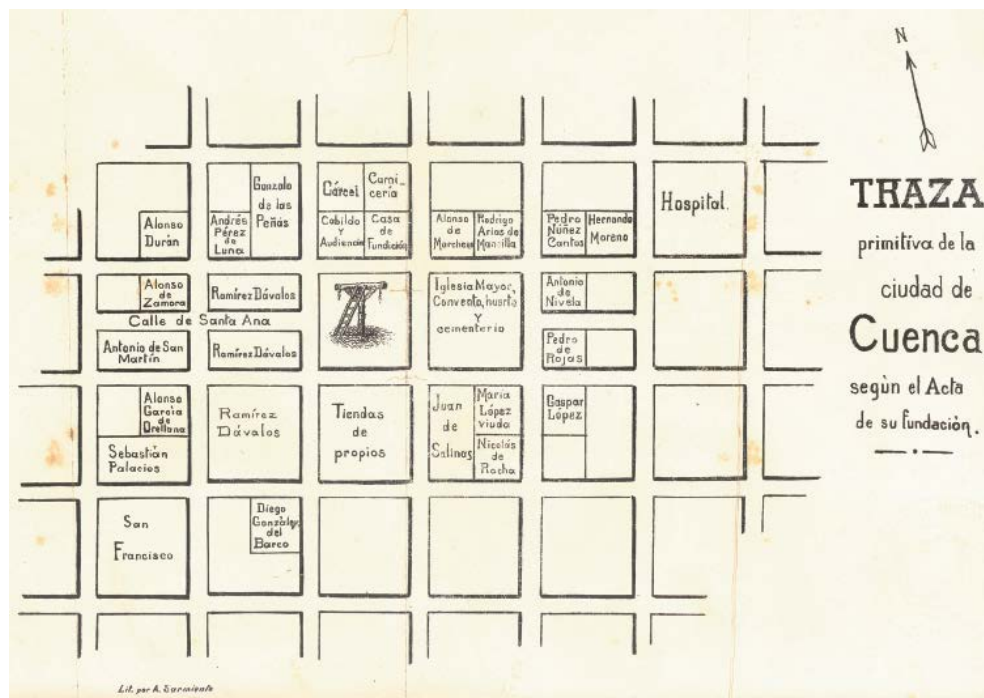 N
TRAZA
primitiva de la
ciudad de
Cuenca
según el Acta
de su fundación.
Alonso
Durán
Andrés
Pérez
de
Luna
Gonzalo
de las
Peñas
Cárcel
Carni_
cería
Cabildo
y
Audiencia
Casa
de
Fundición
Alonso
de
Marchena
Rodrigo
Arias de
Mansilla
Pedro
Núñez
Cantos
Hernando
Moreno
Hospital.
Alonso
de
Zamora
Ramírez Dávalos
Iglesia Mayor,
Convento, huerto
y
cementerio
Antonio
de
Nivela
Calle de Santa Ana
Antonio de San
Martín
Ramírez Dávalos
Pedro
de
Rojas
Alonso
García
de
Orellana
Sebastián
Palacios
Ramírez
Dávalos
Tiendas
de
propios
Juan
de
Salinas
María
López
viuda
Nicolás
de
Rocha
Gaspar
López
San
Francisco
Diego
González
del
Barco
Lit. por A. Sarmiento